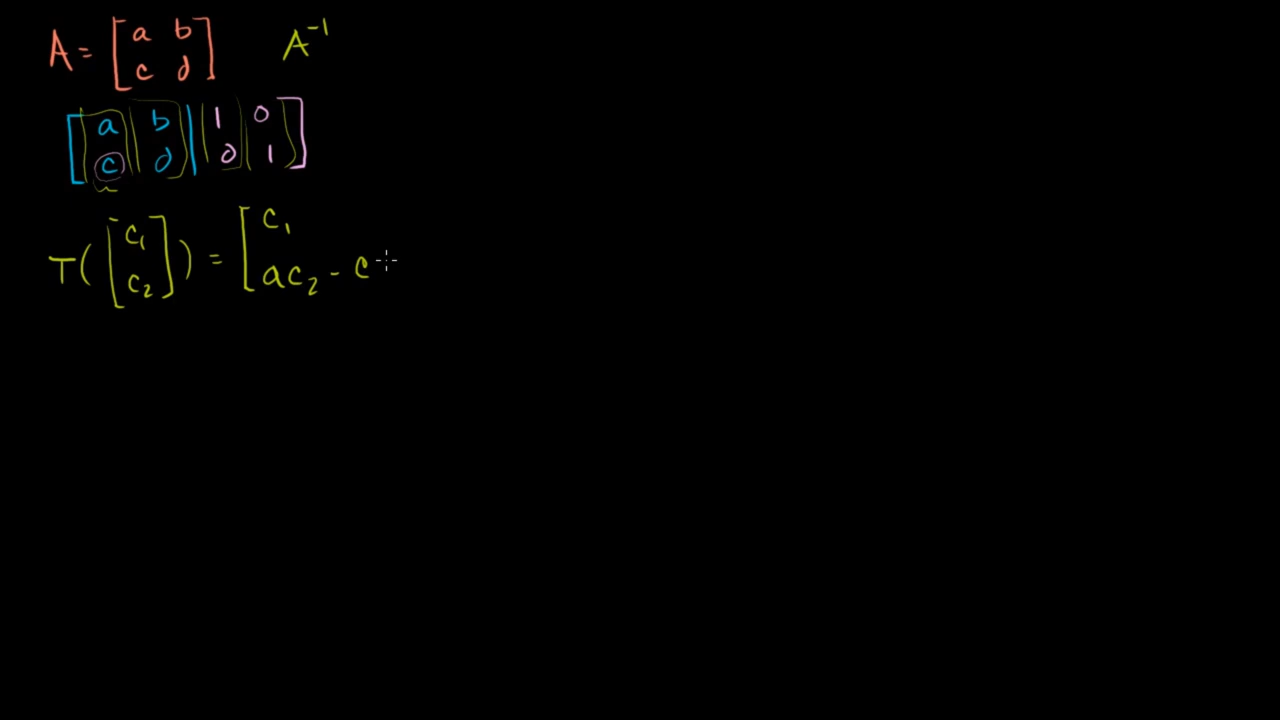 A = [a b  A⁻¹
c d]
[a b | 1 0
c d | 0 1]
T([c₁ ]) = [c₁
c₂ ac₂ - c